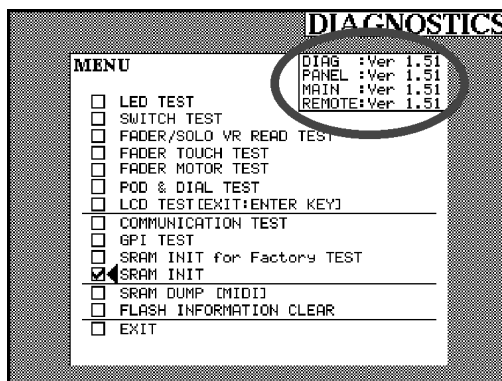 DIAGNOSTICS
MENU
DIAG :Ver 1.51
PANEL :Ver 1.51
MAIN :Ver 1.51
REMOTE:Ver 1.51
LED TEST
SWITCH TEST
FADER/SOLO VR READ TEST
FADER TOUCH TEST
FADER MOTOR TEST
POD & DIAL TEST
LCD TEST[EXIT:ENTER KEY]
COMMUNICATION TEST
GPI TEST
SRAM INIT for Factory TEST
SRAM INIT
SRAM DUMP [MIDI]
FLASH INFORMATION CLEAR
EXIT